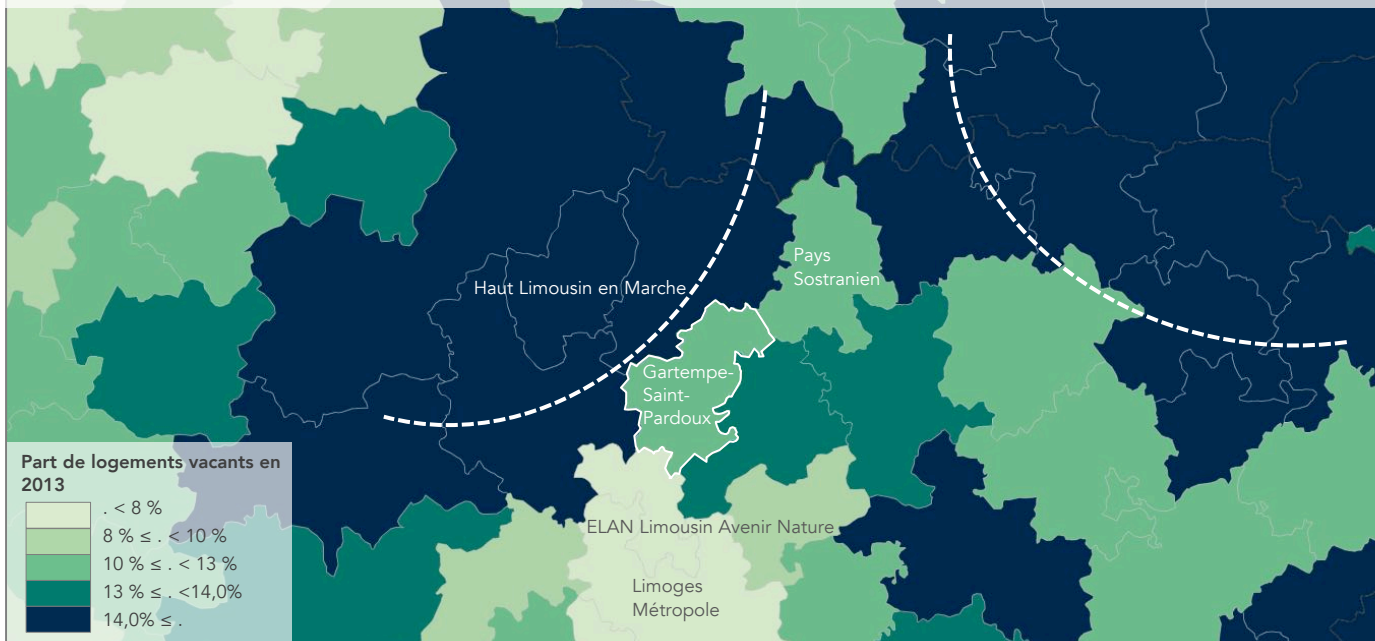 Pays
Sostranien
Haut Limousin en Marche
Gartempe-
Saint-
Pardoux
ELAN Limousin Avenir Nature
Limoges
Métropole
Part de logements vacants en
2013
. < 8 %
8 % ≤ . < 10 %
10 % ≤ . < 13 %
13 % ≤ . <14,0%
14,0% ≤ .